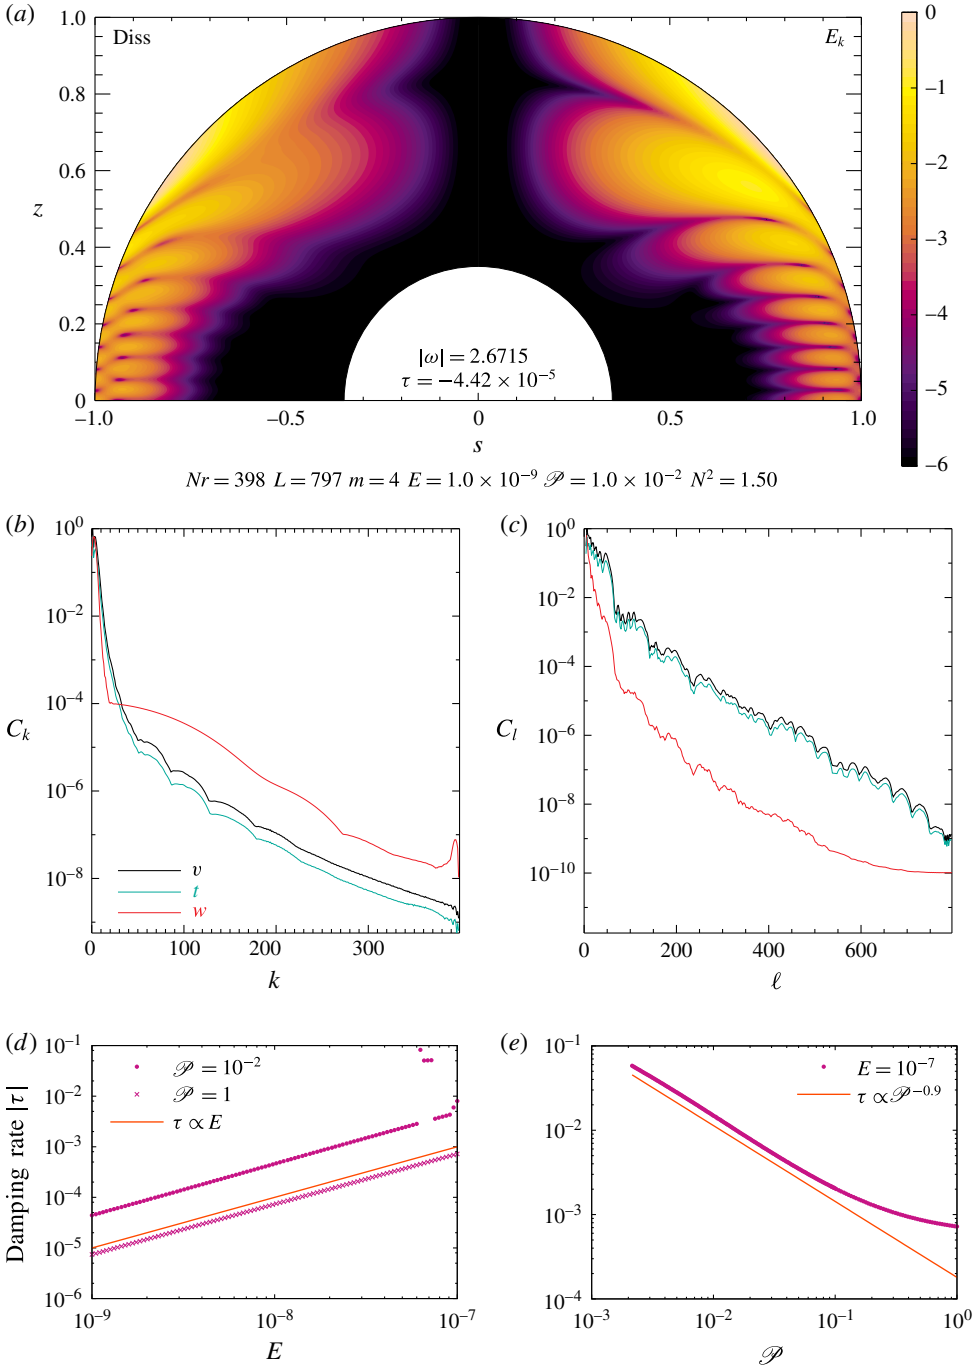 (a)
1.0
0.8
0.6
0.4
0.2
0
z
Diss
E_k
|ω| = 2.6715
τ = −4.42 × 10^−5
−1.0
−0.5
0
0.5
1.0
s
0
−1
−2
−3
−4
−5
−6
Nr = 398 L = 797 m = 4 E = 1.0 × 10^−9 𝒫 = 1.0 × 10^−2 N^2 = 1.50
(b)
10^0
10^−2
10^−4
10^−6
10^−8
C_k
v
t
w
0
100
200
300
k
(c)
10^0
10^−2
10^−4
10^−6
10^−8
10^−10
C_l
0
200
400
600
ℓ
(d)
10^−1
10^−2
10^−3
10^−4
10^−5
10^−6
Damping rate |τ|
𝒫 = 10^−2
𝒫 = 1
τ ∝ E
10^−9
10^−8
10^−7
E
(e)
10^−1
10^−2
10^−3
10^−4
E = 10^−7
τ ∝ 𝒫^−0.9
10^−3
10^−2
10^−1
10^0
𝒫